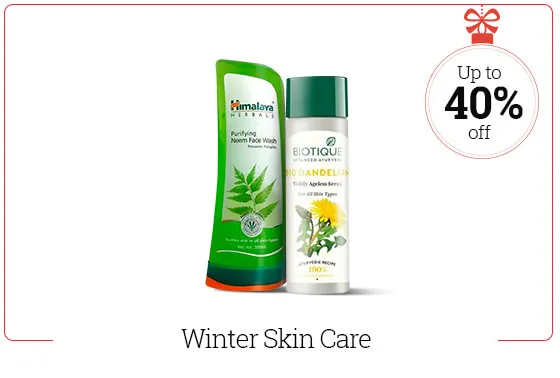 Up to
40%
off
Himalaya
HERBALS
Purifying
Neem Face Wash
BIOTIQUE
ADVANCED AYURVEDA
BIO DANDELION
Visibly Ageless Serum
For All Skin Types
AYURVEDIC RECIPE
100%
Winter Skin Care